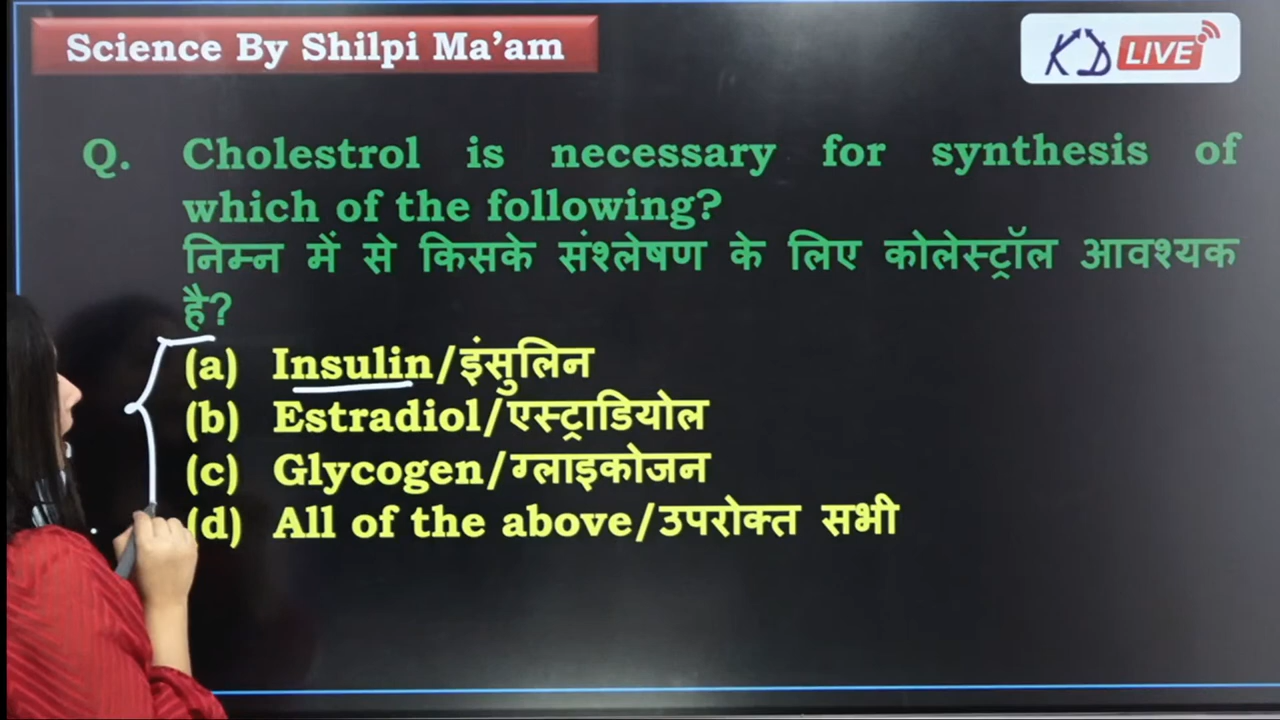 Science By Shilpi Ma’am
KD LIVE
Q. Cholestrol is necessary for synthesis of
which of the following?
निम्न में से किसके संश्लेषण के लिए कोलेस्ट्रॉल आवश्यक
है?
(a) Insulin/इंसुलिन
(b) Estradiol/एस्ट्राडियोल
(c) Glycogen/ग्लाइकोजन
(d) All of the above/उपरोक्त सभी